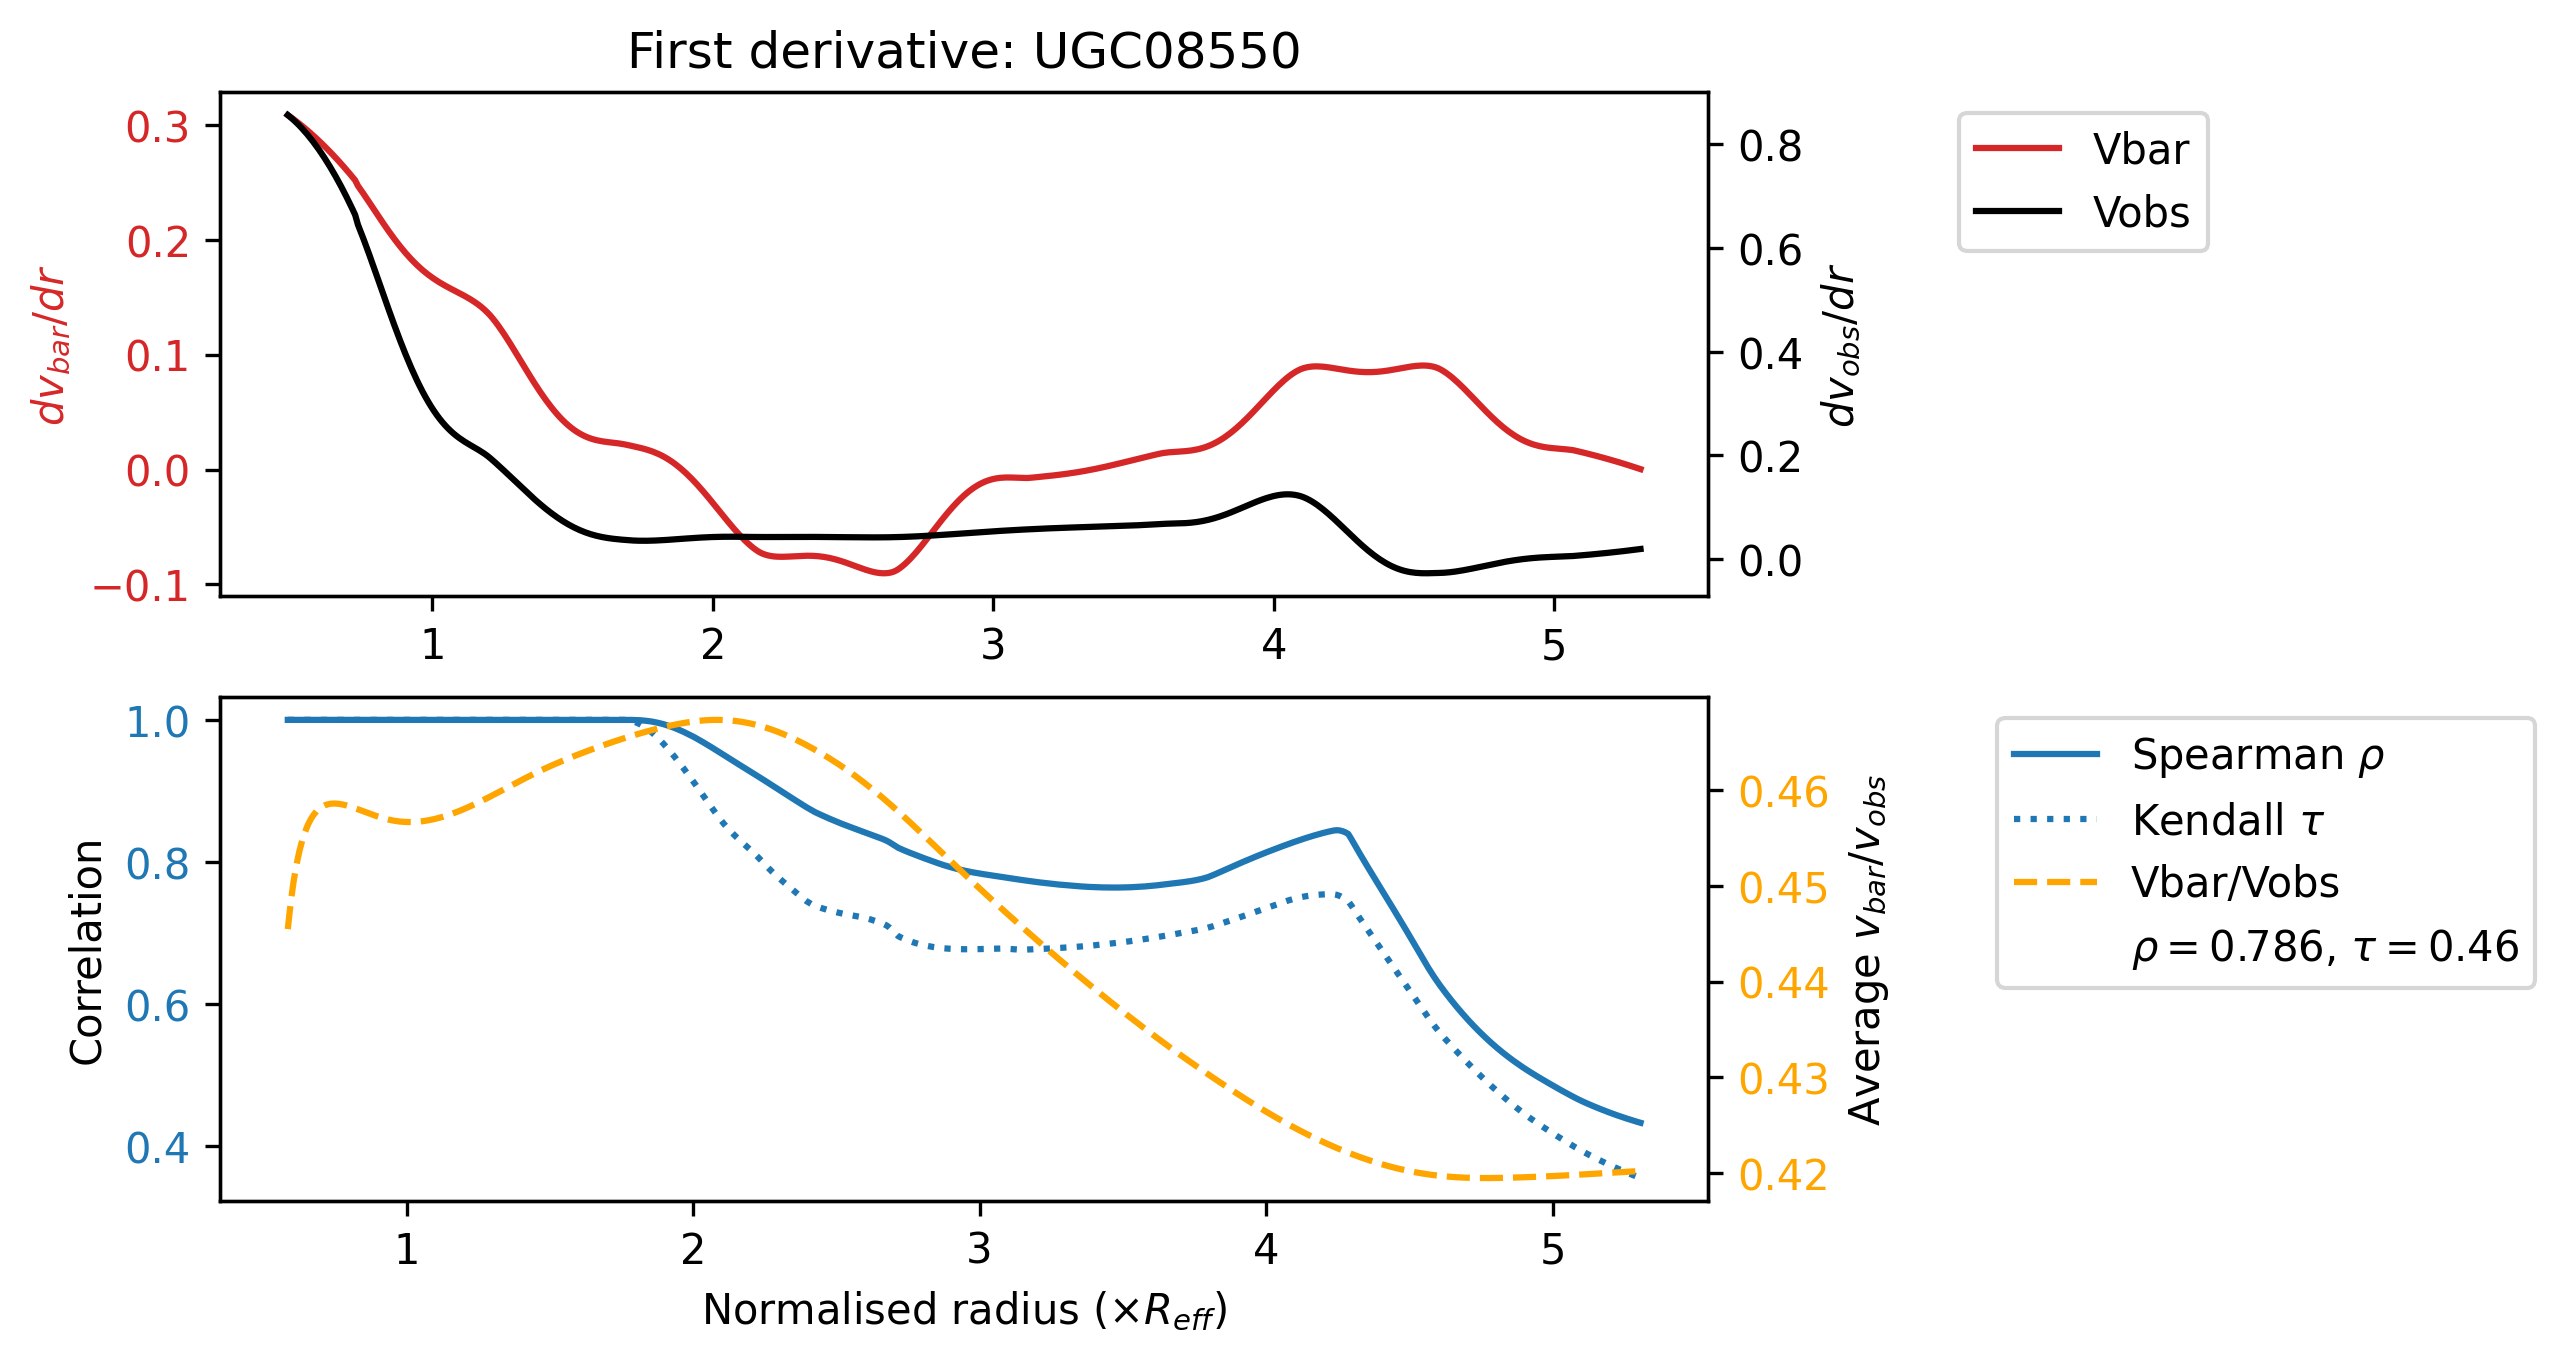 First derivative: UGC08550
0.3
0.2
0.1
0.0
−0.1
dv_bar/dr
0.8
0.6
0.4
0.2
0.0
dv_obs/dr
1 2 3 4 5
Vbar
Vobs
1.0
0.8
0.6
0.4
Correlation
0.46
0.45
0.44
0.43
0.42
Average v_bar/v_obs
1 2 3 4 5
Normalised radius (×R_eff)
Spearman ρ
Kendall τ
Vbar/Vobs
ρ = 0.786, τ = 0.46